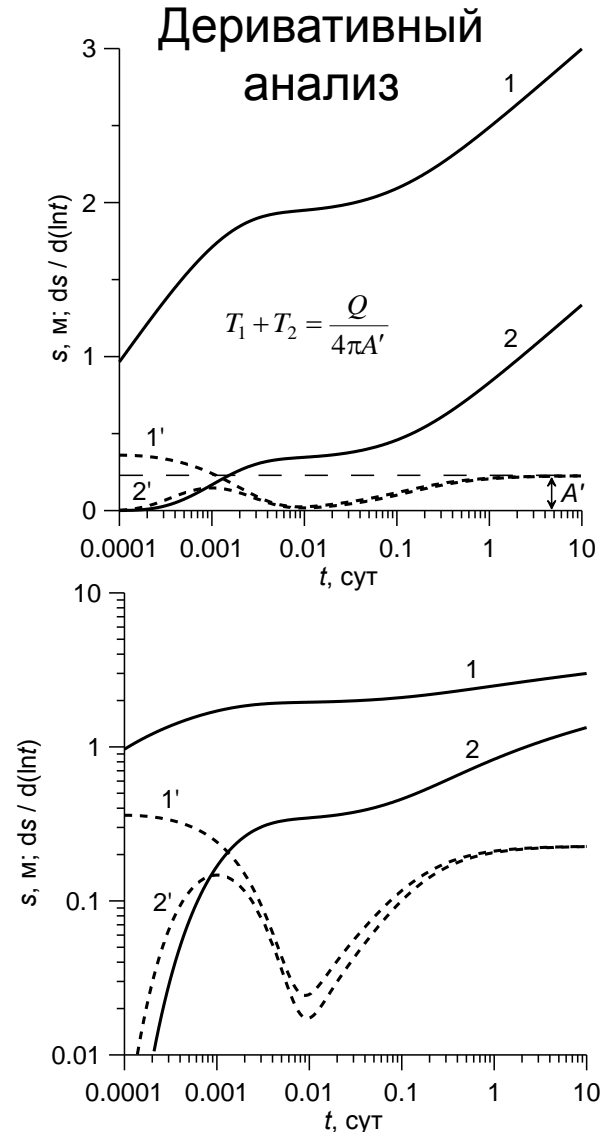 Деривативный
анализ
3
2
1
0
s, м; ds / d(lnt)
1
2
T₁ + T₂ = Q / 4πA′
1'
2'
A'
0.0001 0.001 0.01 0.1 1 10
t, сут
10
1
0.1
0.01
s, м; ds / d(lnt)
1
2
1'
2'
0.0001 0.001 0.01 0.1 1 10
t, сут